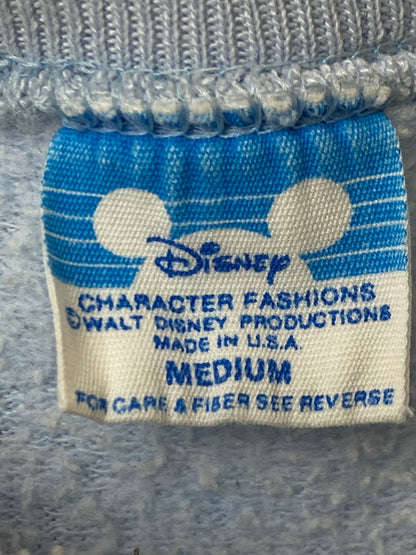 Disney
CHARACTER FASHIONS
©WALT DISNEY PRODUCTIONS
MADE IN U.S.A.
MEDIUM
FOR CARE & FIBER SEE REVERSE